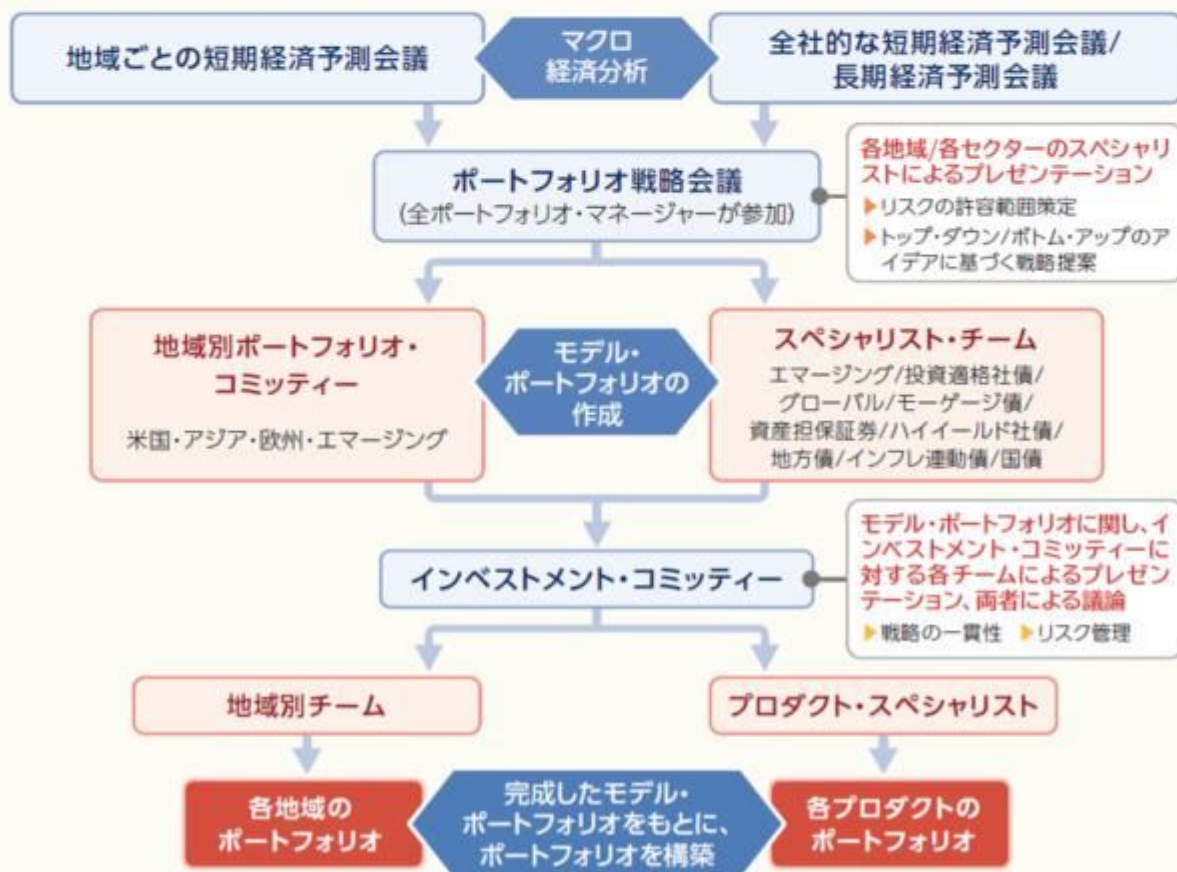 地域ごとの短期経済予測会議
マクロ
経済分析
全社的な短期経済予測会議/
長期経済予測会議
ポートフォリオ戦略会議
(全ポートフォリオ・マネージャーが参加)
各地域/各セクターのスペシャリ
ストによるプレゼンテーション
▶リスクの許容範囲策定
▶トップ・ダウン/ボトム・アップのア
イデアに基づく戦略提案
地域別ポートフォリオ・
コミッティー
米国・アジア・欧州・エマージング
モデル・
ポートフォリオの
作成
スペシャリスト・チーム
エマージング/投資適格社債/
グローバル/モーゲージ債/
資産担保証券/ハイイールド社債/
地方債/インフレ連動債/国債
インベストメント・コミッティー
モデル・ポートフォリオに関し、イ
ンベストメント・コミッティーに
対する各チームによるプレゼン
テーション、両者による議論
▶戦略の一貫性 ▶リスク管理
地域別チーム
プロダクト・スペシャリスト
各地域の
ポートフォリオ
完成したモデル・
ポートフォリオをもとに、
ポートフォリオを構築
各プロダクトの
ポートフォリオ